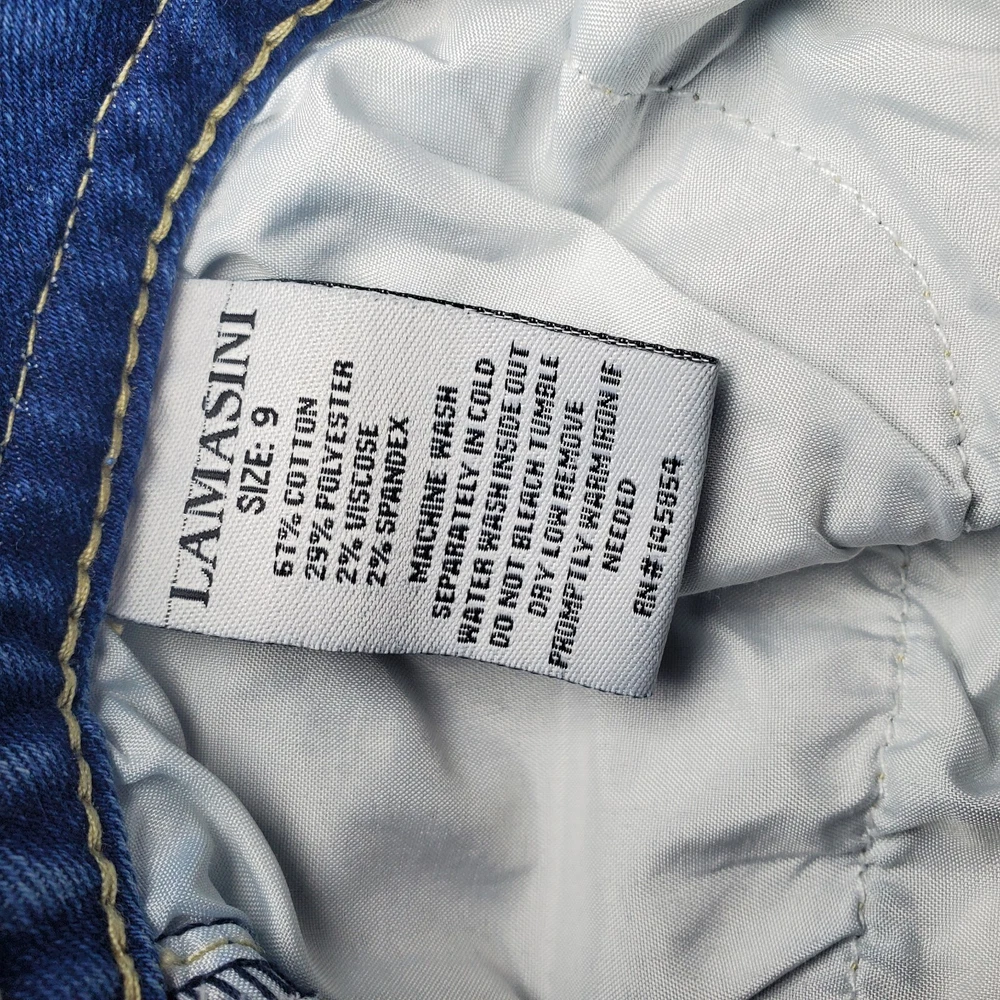 LAMASINI
SIZE: 9
67% COTTON
29% POLYESTER
2% VISCOSE
2% SPANDEX
MACHINE WASH
SEPARATELY IN COLD
WATER WASH INSIDE OUT
DO NOT BLEACH TUMBLE
DRY LOW REMOVE
PROMPTLY WARM IRON IF
NEEDED
RN# 145854